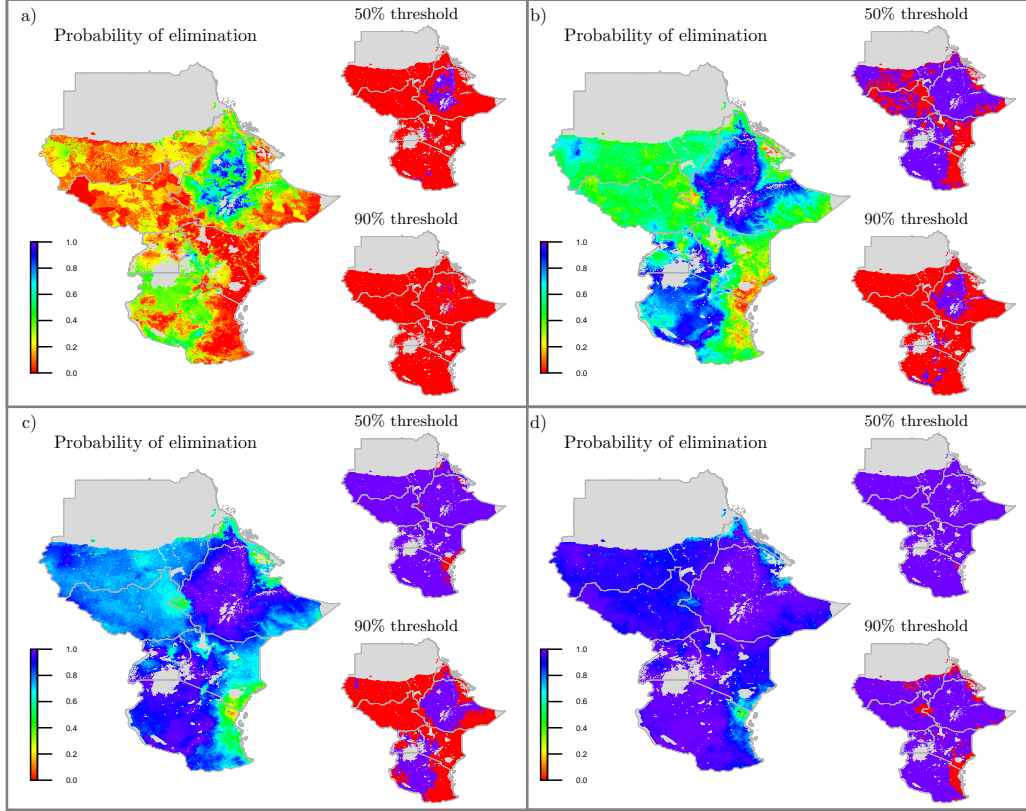 a)
50% threshold
Probability of elimination
90% threshold
1.0
0.8
0.6
0.4
0.2
0.0
b)
50% threshold
Probability of elimination
90% threshold
1.0
0.8
0.6
0.4
0.2
0.0
c)
50% threshold
Probability of elimination
90% threshold
1.0
0.8
0.6
0.4
0.2
0.0
d)
50% threshold
Probability of elimination
90% threshold
1.0
0.8
0.6
0.4
0.2
0.0